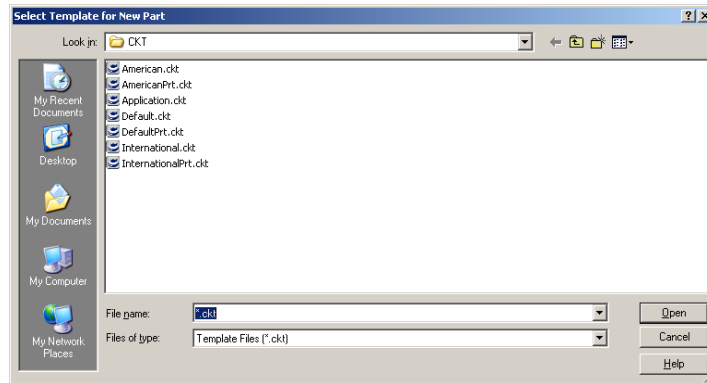 Select Template for New Part
Look in: CKT
American.ckt
AmericanPrt.ckt
Application.ckt
Default.ckt
DefaultPrt.ckt
International.ckt
InternationalPrt.ckt
My Recent
Documents
Desktop
My Documents
My Computer
My Network
Places
File name: *.ckt
Open
Files of type: Template Files (*.ckt)
Cancel
Help